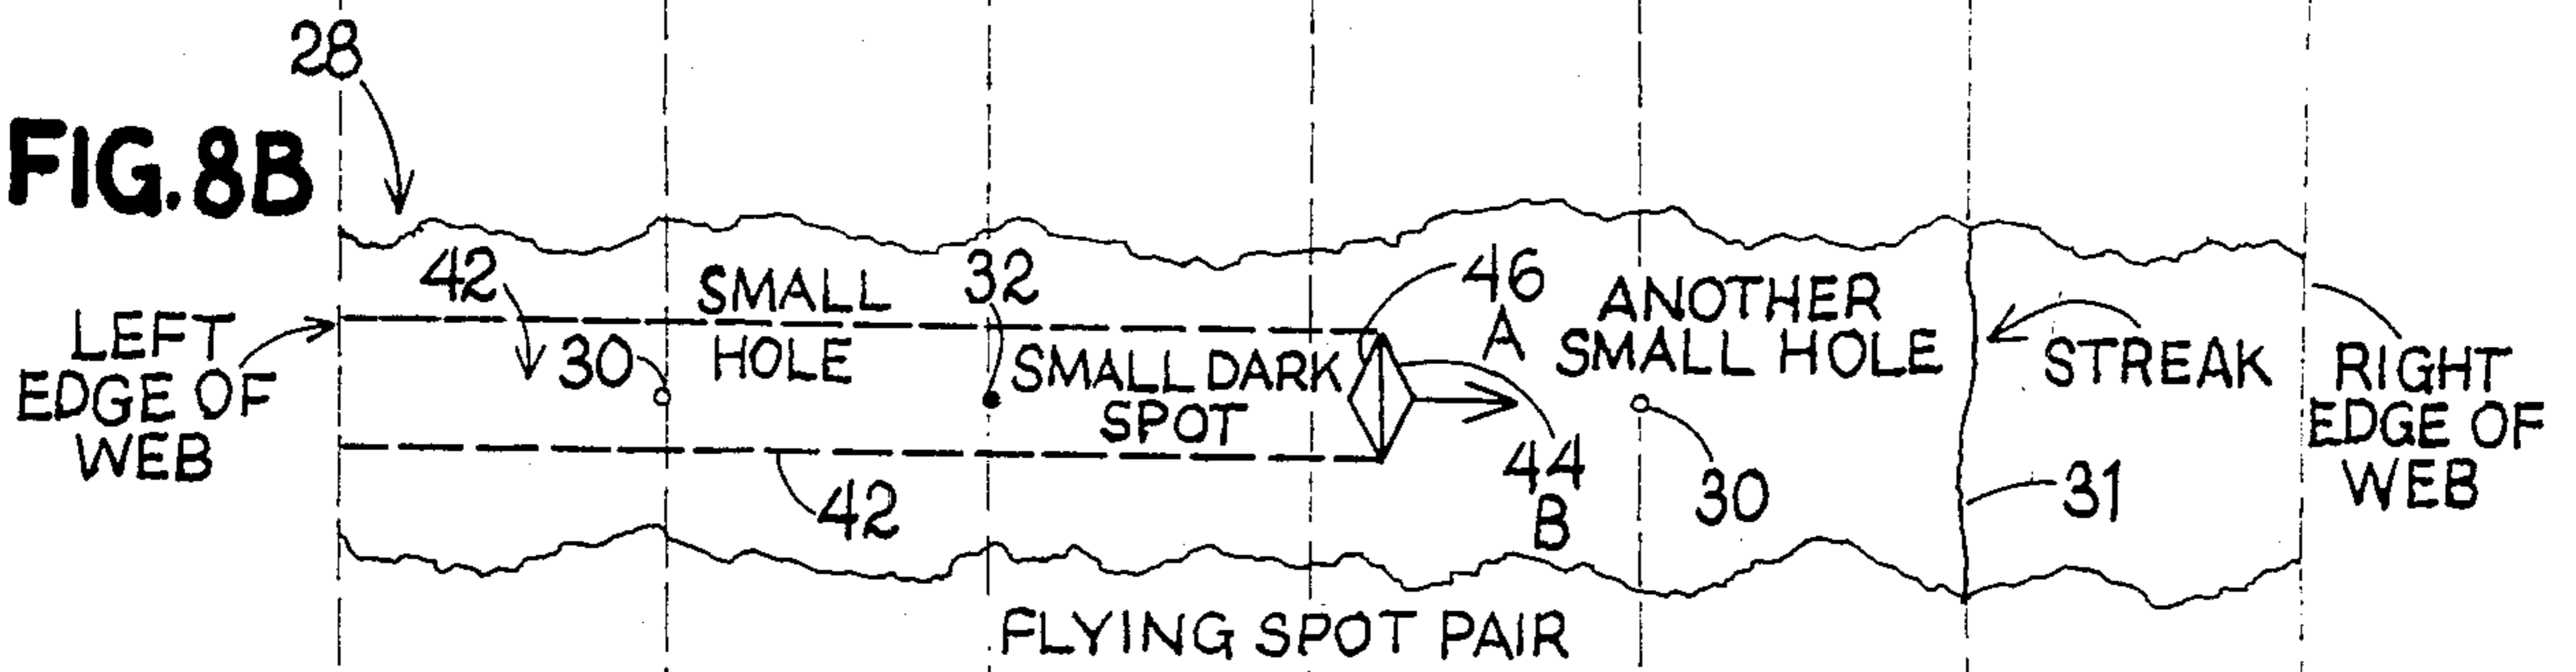 28
FIG. 8B
42
SMALL
HOLE
30
32
46
A
ANOTHER
SMALL HOLE
LEFT
EDGE OF
WEB
SMALL DARK
SPOT
STREAK
RIGHT
EDGE OF
WEB
42
44
B
30
31
FLYING SPOT PAIR